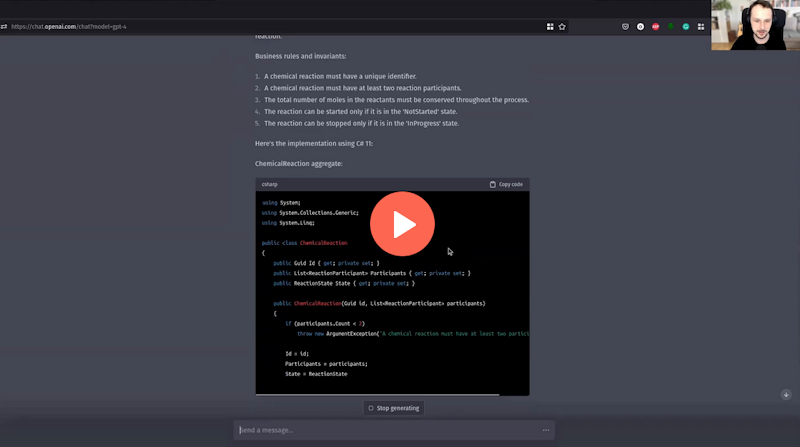 https://chat.openai.com/chat?model=gpt-4
reaction.
Business rules and invariants:
1. A chemical reaction must have a unique identifier.
2. A chemical reaction must have at least two reaction participants.
3. The total number of moles in the reactants must be conserved throughout the process.
4. The reaction can be started only if it is in the 'NotStarted' state.
5. The reaction can be stopped only if it is in the 'InProgress' state.
Here's the implementation using C# 11:
ChemicalReaction aggregate:
csharp
Copy code
using System;
using System.Collections.Generic;
using System.Linq;
public class ChemicalReaction
{
public Guid Id { get; private set; }
public List<ReactionParticipant> Participants { get; private set; }
public ReactionState State { get; private set; }
public ChemicalReaction(Guid id, List<ReactionParticipant> participants)
{
if (participants.Count < 2)
throw new ArgumentException("A chemical reaction must have at least two partici
Id = id;
Participants = participants;
State = ReactionState
Stop generating
Send a message...